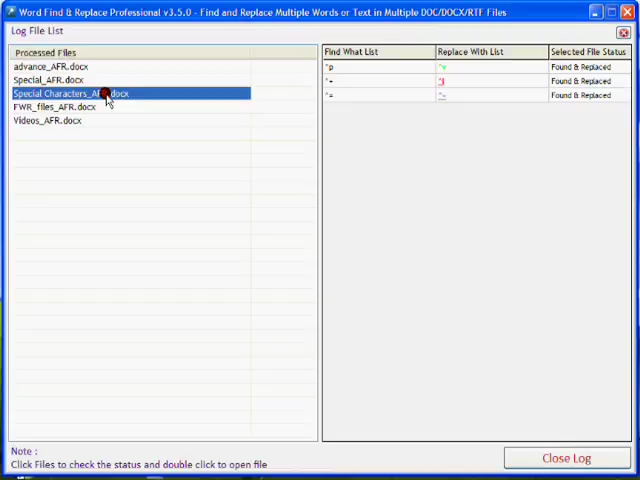 Word Find & Replace Professional v3.5.0 - Find and Replace Multiple Words or Text in Multiple DOC/DOCX/RTF Files
Log File List
Processed Files
advance_AFR.docx
Special_AFR.docx
Special Characters_AFR.docx
FWR_files_AFR.docx
Videos_AFR.docx
Find What List Replace With List Selected File Status
^p ^v Found & Replaced
^+ Found & Replaced
^= ^~ Found & Replaced
Note :
Click Files to check the status and double click to open file
Close Log